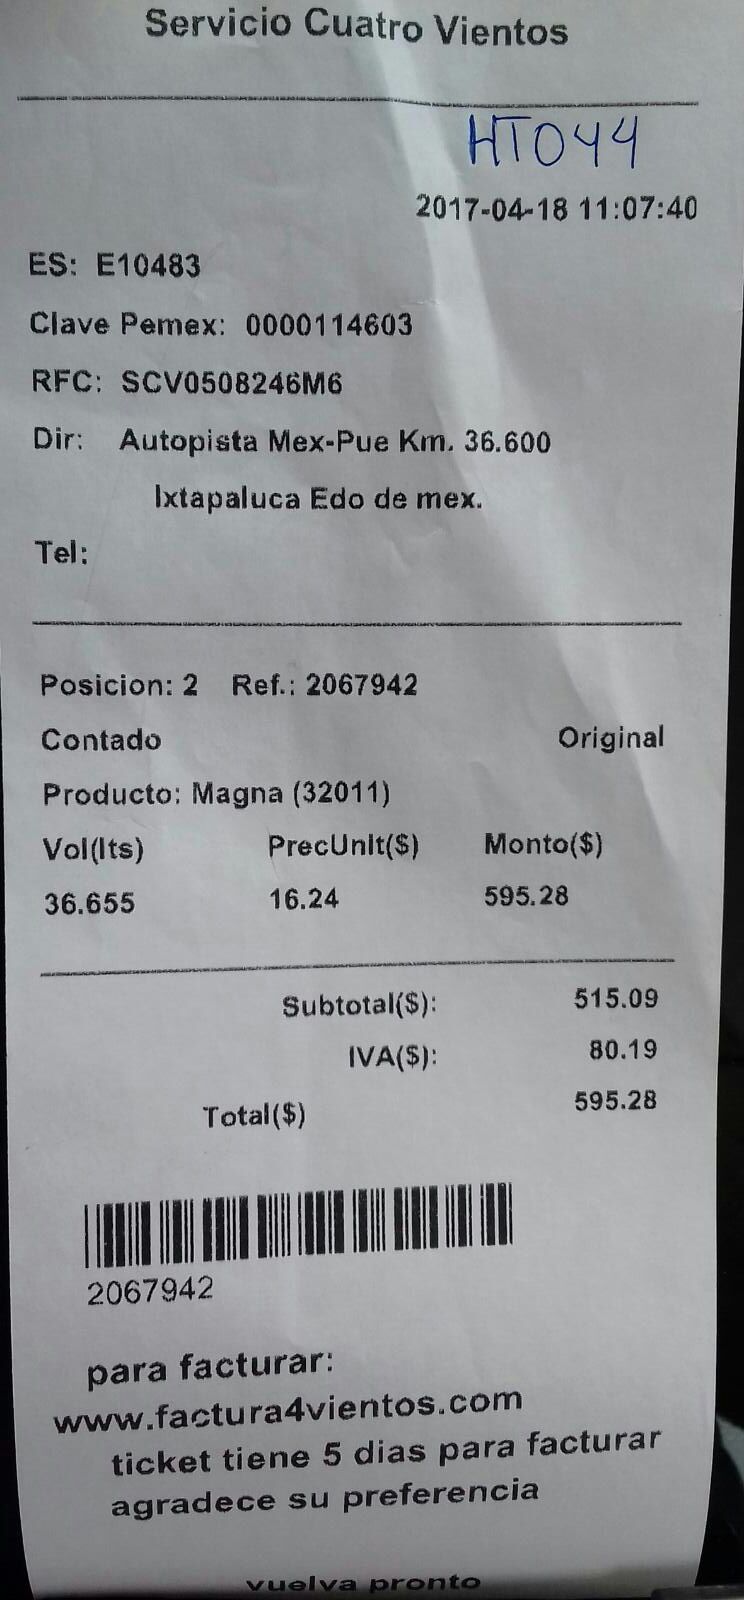 Servicio Cuatro Vientos
HT044
2017-04-18 11:07:40
ES: E10483
Clave Pemex: 0000114603
RFC: SCV0508246M6
Dir: Autopista Mex-Pue Km. 36.600
Ixtapaluca Edo de mex.
Tel:
Posicion: 2 Ref.: 2067942
Contado Original
Producto: Magna (32011)
Vol(lts) PrecUnit($) Monto($)
36.655 16.24 595.28
Subtotal($): 515.09
IVA($): 80.19
Total($) 595.28
2067942
para facturar:
www.factura4vientos.com
ticket tiene 5 dias para facturar
agradece su preferencia
vuelva pronto